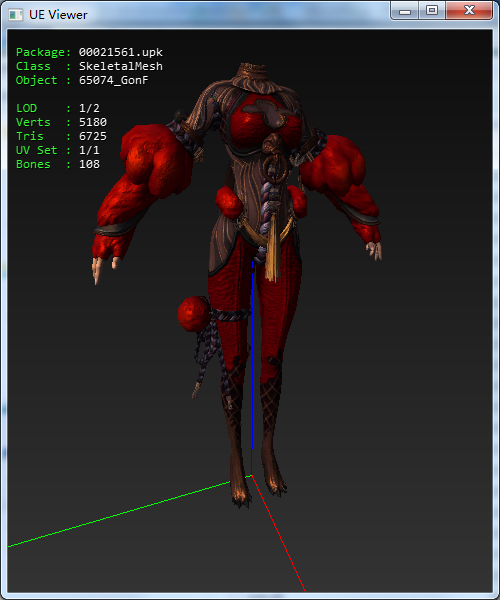 UE Viewer
Package: 00021561.upk
Class : SkeletalMesh
Object : 65074_GonF
LOD : 1/2
Verts : 5180
Tris : 6725
UV Set : 1/1
Bones : 108